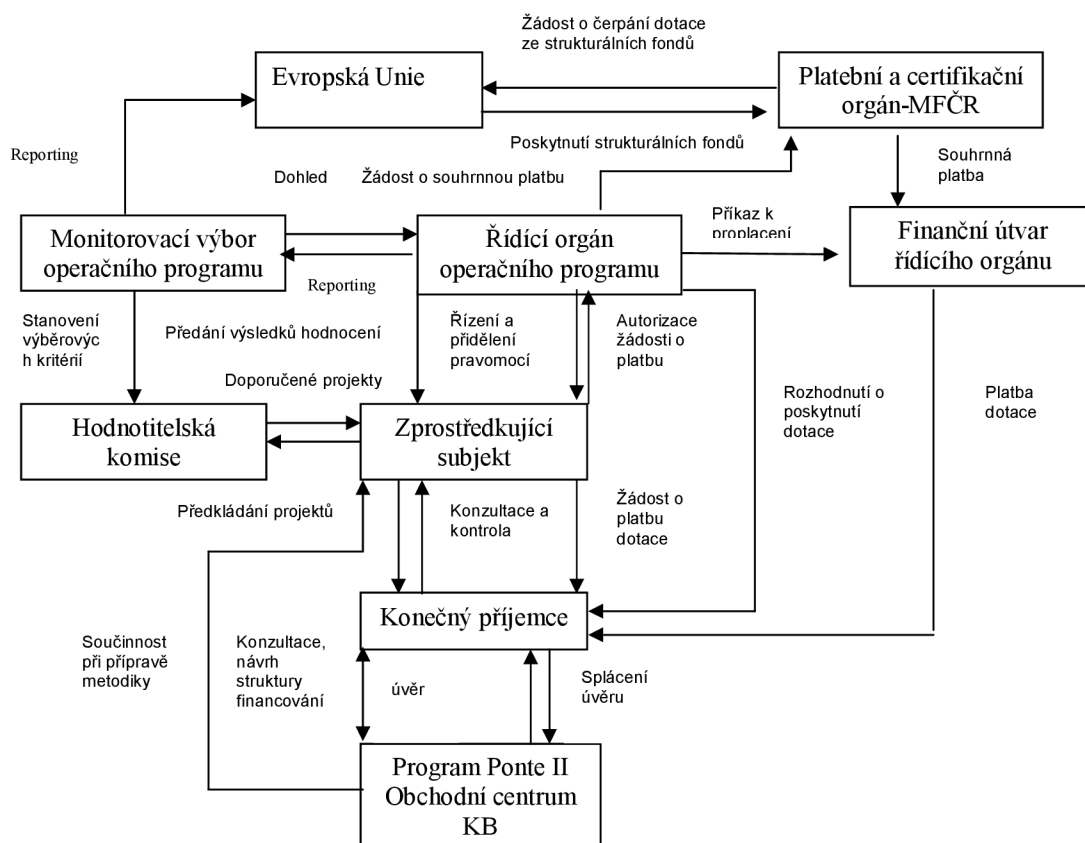 Žádost o čerpání dotace
ze strukturálních fondů
Evropská Unie
Platební a certifikační
orgán-MFČR
Reporting
Poskytnutí strukturálních fondů
Souhrnná
platba
Dohled
Žádost o souhrnnou platbu
Monitorovací výbor
operačního programu
Řídící orgán
operačního programu
Příkaz k
proplacení
Finanční útvar
řídícího orgánu
Reporting
Stanovení
výběrovýc
h kritérií
Předání výsledků hodnocení
Řízení a
přidělení
pravomocí
Autorizace
žádosti o
platbu
Doporučené projekty
Rozhodnutí o
poskytnutí
dotace
Platba
dotace
Hodnotitelská
komise
Zprostředkující
subjekt
Předkládání projektů
Konzultace a
kontrola
Žádost o
platbu
dotace
Konečný příjemce
Součinnost
při přípravě
metodiky
Konzultace,
návrh
struktury
financování
úvěr
Splácení
úvěru
Program Ponte II
Obchodní centrum
KB